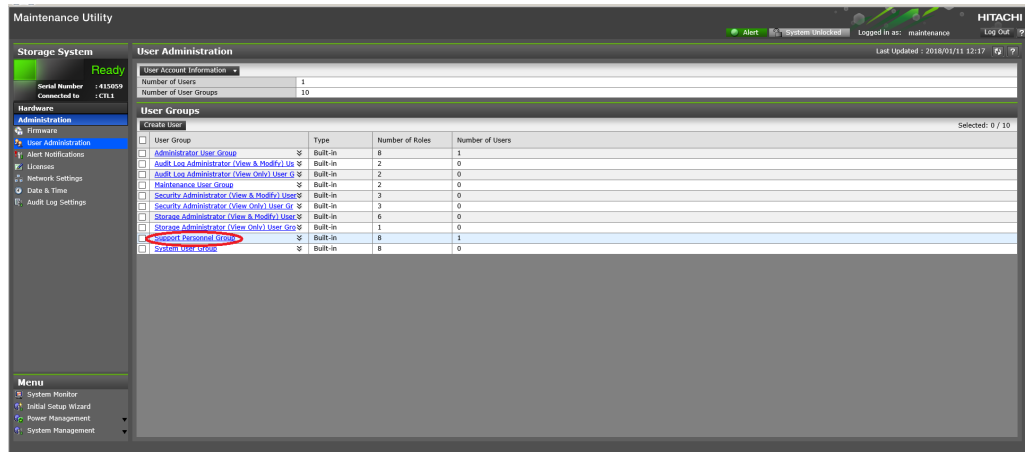 Maintenance Utility
HITACHI
Alert System Unlocked Logged in as: maintenance Log Out ?
Storage System
Ready
Serial Number : 415059
Connected to : CTL1
Hardware
Administration
Firmware
User Administration
Alert Notifications
Licenses
Network Settings
Date & Time
Audit Log Settings
Menu
System Monitor
Initial Setup Wizard
Power Management
System Management
User Administration
Last Updated : 2018/01/11 12:17 ?
User Account Information
Number of Users 1
Number of User Groups 10
User Groups
Create User
Selected: 0 / 10
User Group Type Number of Roles Number of Users
Administrator User Group Built-in 8 1
Audit Log Administrator (View & Modify) Us Built-in 2 0
Audit Log Administrator (View Only) User G Built-in 2 0
Maintenance User Group Built-in 2 0
Security Administrator (View & Modify) User Built-in 3 0
Security Administrator (View Only) User Gr Built-in 3 0
Storage Administrator (View & Modify) User Built-in 6 0
Storage Administrator (View Only) User Gro Built-in 1 0
Support Personnel Group Built-in 8 1
System User Group Built-in 8 0